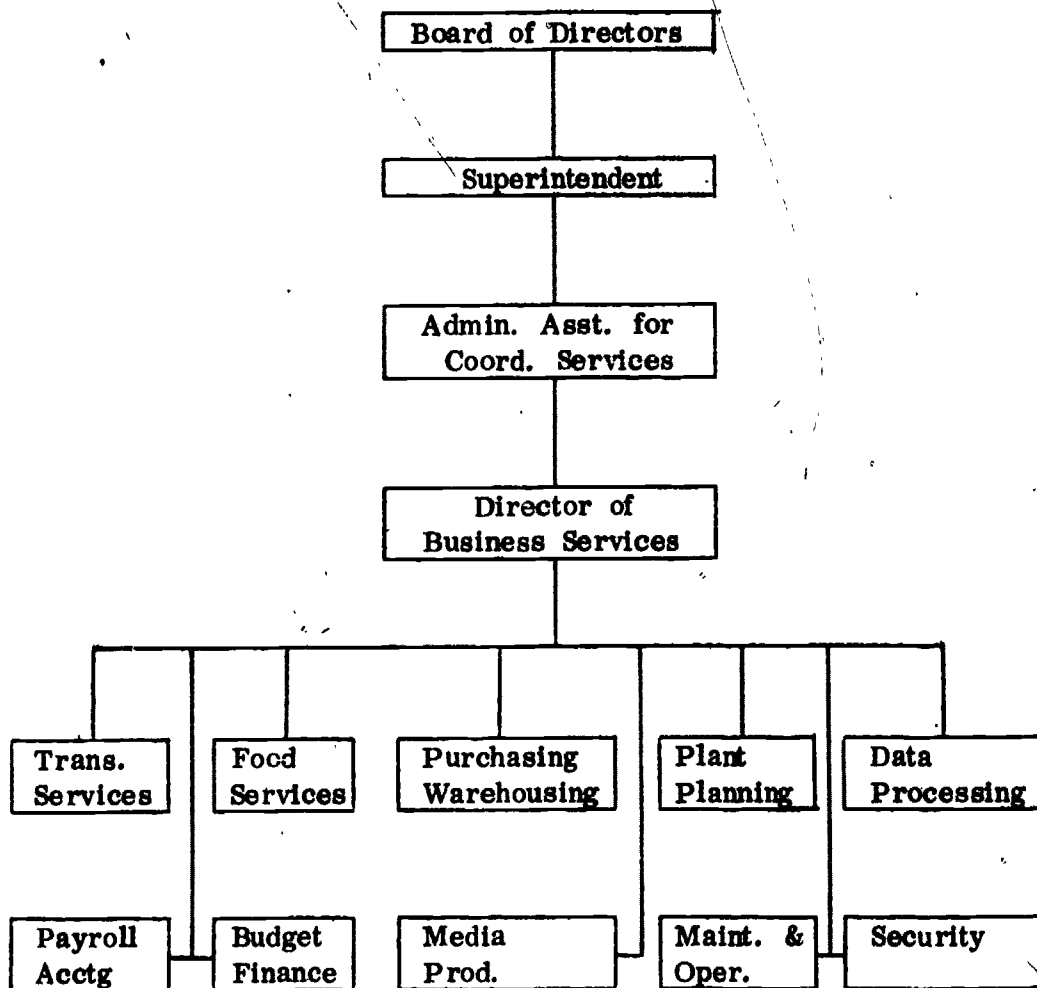 Board of Directors
Superintendent
Admin. Asst. for
Coord. Services
Director of
Business Services
Trans.
Services
Food
Services
Purchasing
Warehousing
Plant
Planning
Data
Processing
Payroll
Acctg
Budget
Finance
Media
Prod.
Maint. &
Oper.
Security